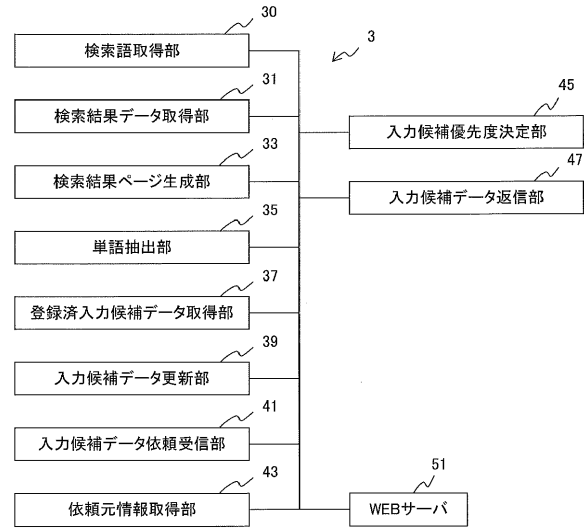 30
検索語取得部
3
31
検索結果データ取得部
45
入力候補優先度決定部
33
検索結果ページ生成部
47
入力候補データ返信部
35
単語抽出部
37
登録済入力候補データ取得部
39
入力候補データ更新部
41
入力候補データ依頼受信部
43
依頼元情報取得部
51
WEBサーバ